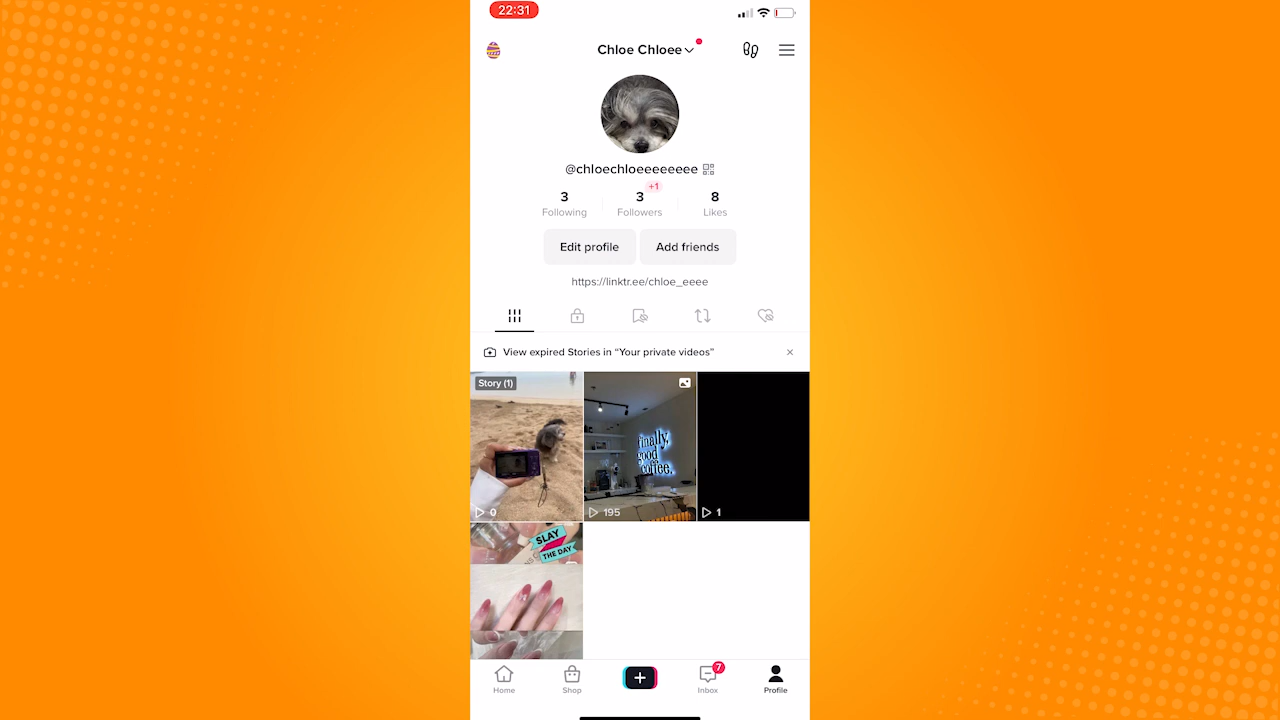 22:31
Chloe Chloee
@chloechloeeeeeeee
+1
3 3 8
Following Followers Likes
Edit profile Add friends
https://linktr.ee/chloe_eeee
View expired Stories in “Your private videos”
Story (1)
finally,
good
coffee.
0 195 1
SLAY
THE DAY
7
Home Shop Inbox Profile